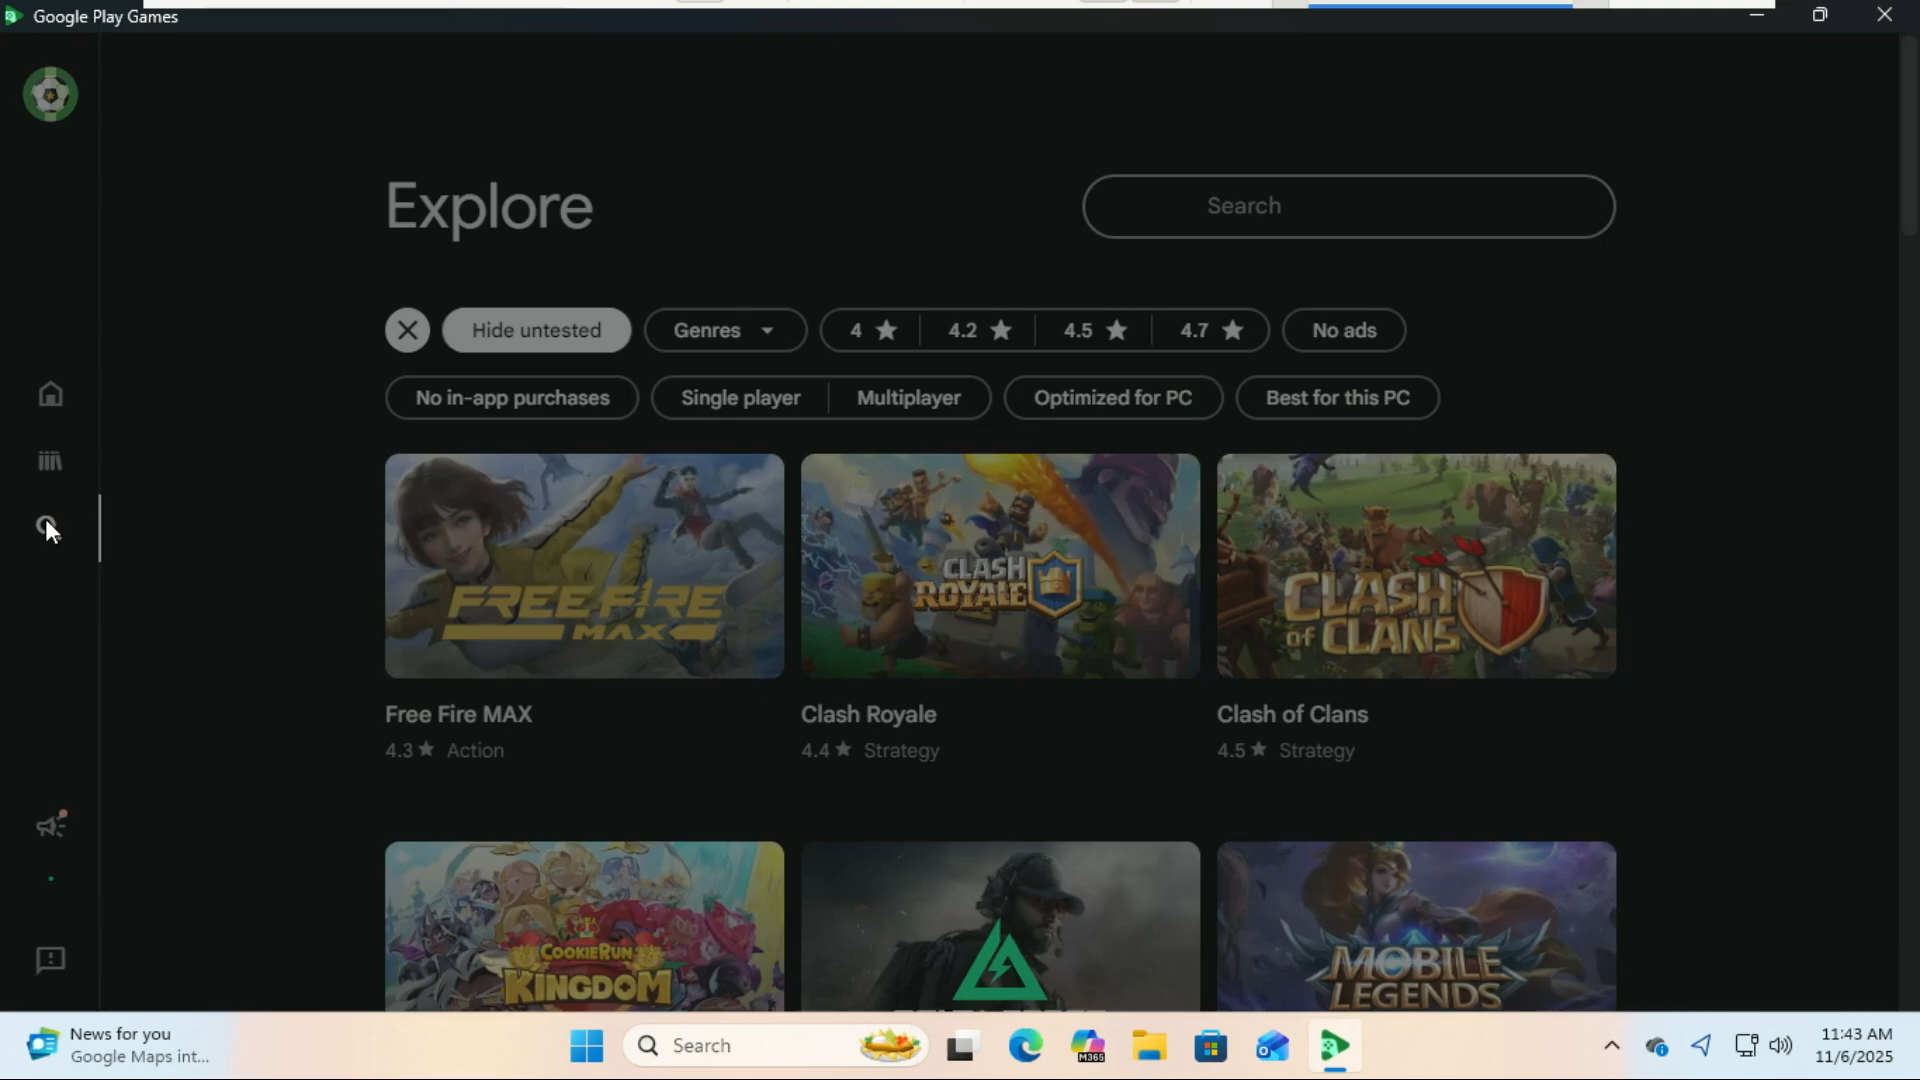 Google Play Games
Explore
Search
Hide untested
Genres
4
4.2
4.5
4.7
No ads
No in-app purchases
Single player
Multiplayer
Optimized for PC
Best for this PC
FREE FIRE
MAX
CLASH
ROYALE
CLASH
OF CLANS
Free Fire MAX
Clash Royale
Clash of Clans
4.3 Action
4.4 Strategy
4.5 Strategy
COOKIERUN
KINGDOM
MOBILE
LEGENDS
News for you
Google Maps int...
Search
M365
11:43 AM
11/6/2025